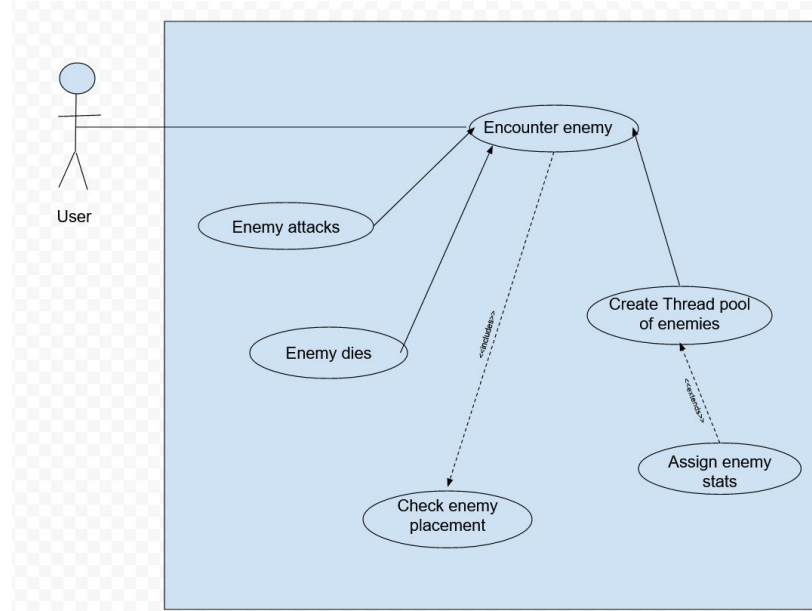 Encounter enemy
User
Enemy attacks
Create Thread pool
of enemies
<<includes>>
Enemy dies
<<extends>>
Assign enemy
stats
Check enemy
placement